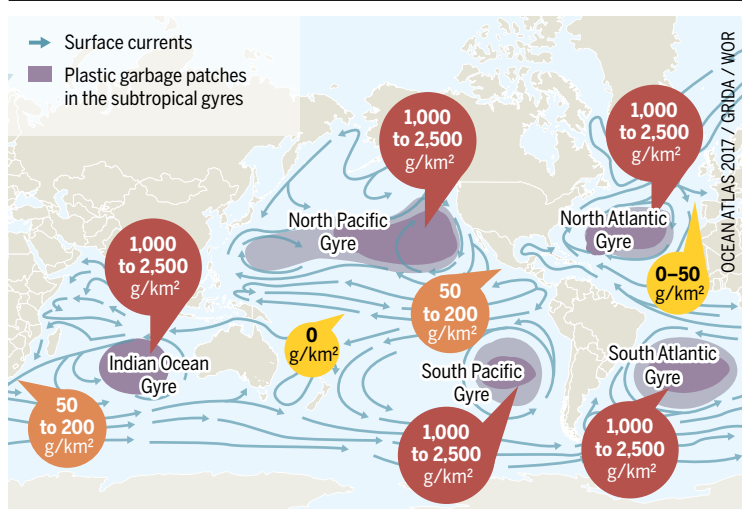 Surface currents
Plastic garbage patches
in the subtropical gyres
OCEAN ATLAS 2017 / GRIDA / WOR
1,000
to 2,500
g/km²
1,000
to 2,500
g/km²
North Pacific
Gyre
North Atlantic
Gyre
1,000
to 2,500
g/km²
0–50
g/km²
50
to 200
g/km²
0
g/km²
Indian Ocean
Gyre
South Pacific
Gyre
South Atlantic
Gyre
50
to 200
g/km²
1,000
to 2,500
g/km²
1,000
to 2,500
g/km²